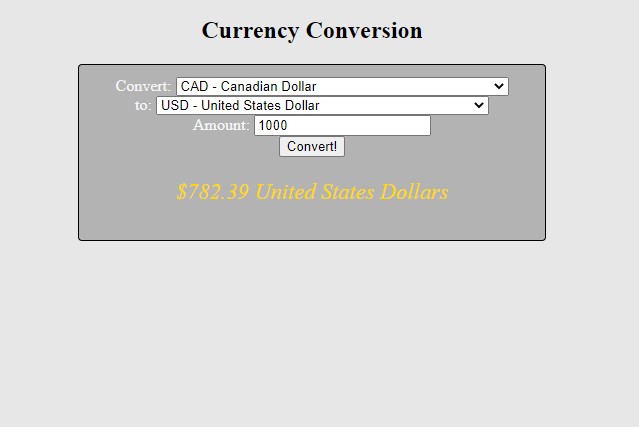 Currency Conversion
Convert: CAD - Canadian Dollar
to: USD - United States Dollar
Amount: 1000
Convert!
$782.39 United States Dollars